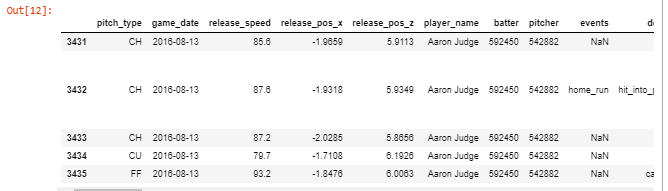 Out[12]:
pitch_type game_date release_speed release_pos_x release_pos_z player_name batter pitcher events
3431 CH 2016-08-13 85.6 -1.9659 5.9113 Aaron Judge 592450 542882 NaN
3432 CH 2016-08-13 87.6 -1.9318 5.9349 Aaron Judge 592450 542882 home_run hit_into_
3433 CH 2016-08-13 87.2 -2.0285 5.8656 Aaron Judge 592450 542882 NaN
3434 CU 2016-08-13 79.7 -1.7108 6.1926 Aaron Judge 592450 542882 NaN
3435 FF 2016-08-13 93.2 -1.8476 6.0063 Aaron Judge 592450 542882 NaN ca